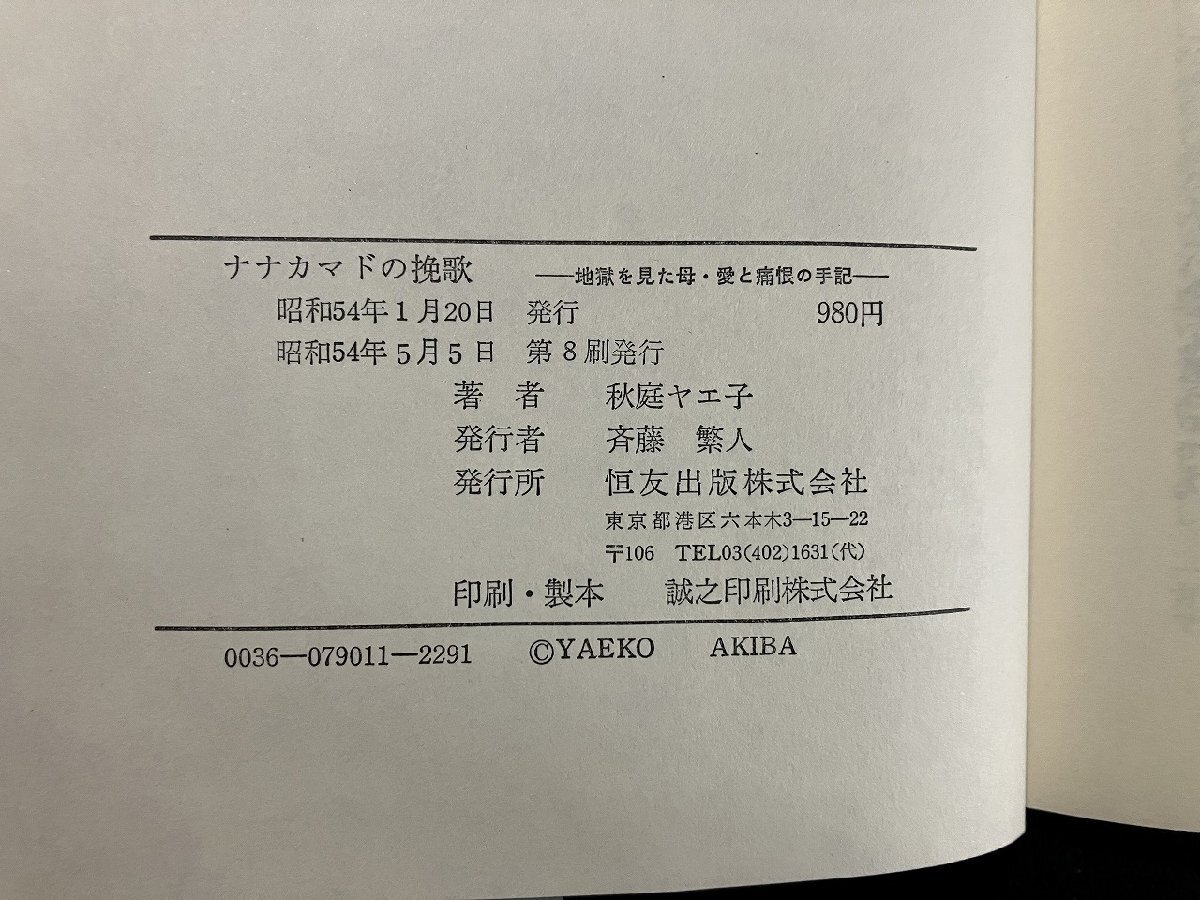 ナナカマドの挽歌 ――地獄を見た母・愛と痛恨の手記――
昭和54年1月20日 発行 980円
昭和54年5月5日 第8刷発行
著 者 秋庭ヤエ子
発行者 斉藤 繁人
発行所 恒友出版株式会社
東京都港区六本木3―15―22
〒106 TEL03(402)1631(代)
印刷・製本 誠之印刷株式会社
0036―079011―2291 ©YAEKO AKIBA